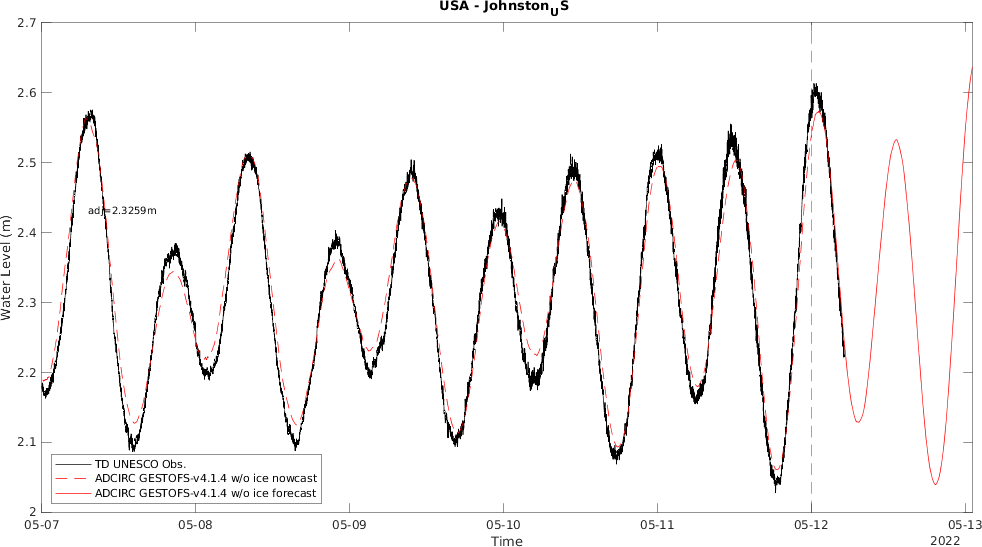 USA - Johnston_US
2.7
2.6
2.5
2.4
2.3
2.2
2.1
2
Water Level (m)
adj=2.3259m
TD UNESCO Obs.
ADCIRC GESTOFS-v4.1.4 w/o ice nowcast
ADCIRC GESTOFS-v4.1.4 w/o ice forecast
05-07 05-08 05-09 05-10 05-11 05-12 05-13
Time
2022